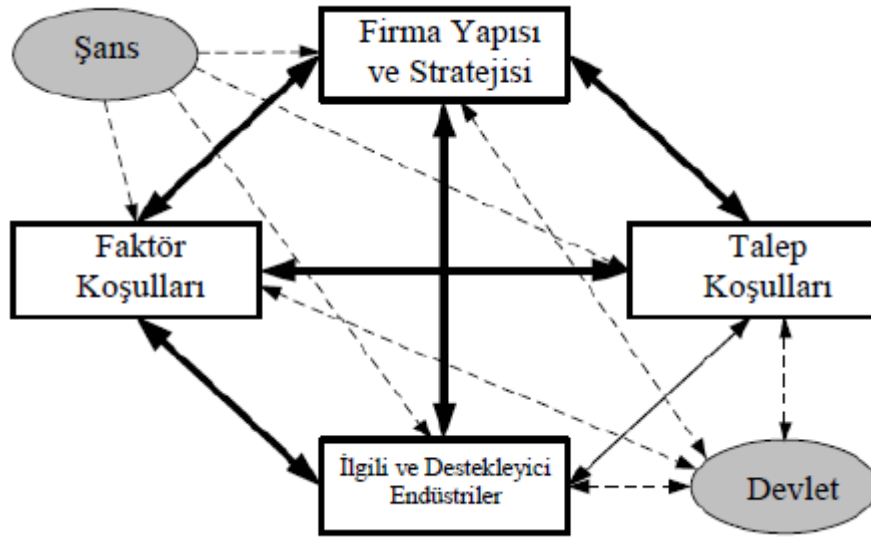 Şans
Firma Yapısı
ve Stratejisi
Faktör
Koşulları
Talep
Koşulları
İlgili ve Destekleyici
Endüstriler
Devlet